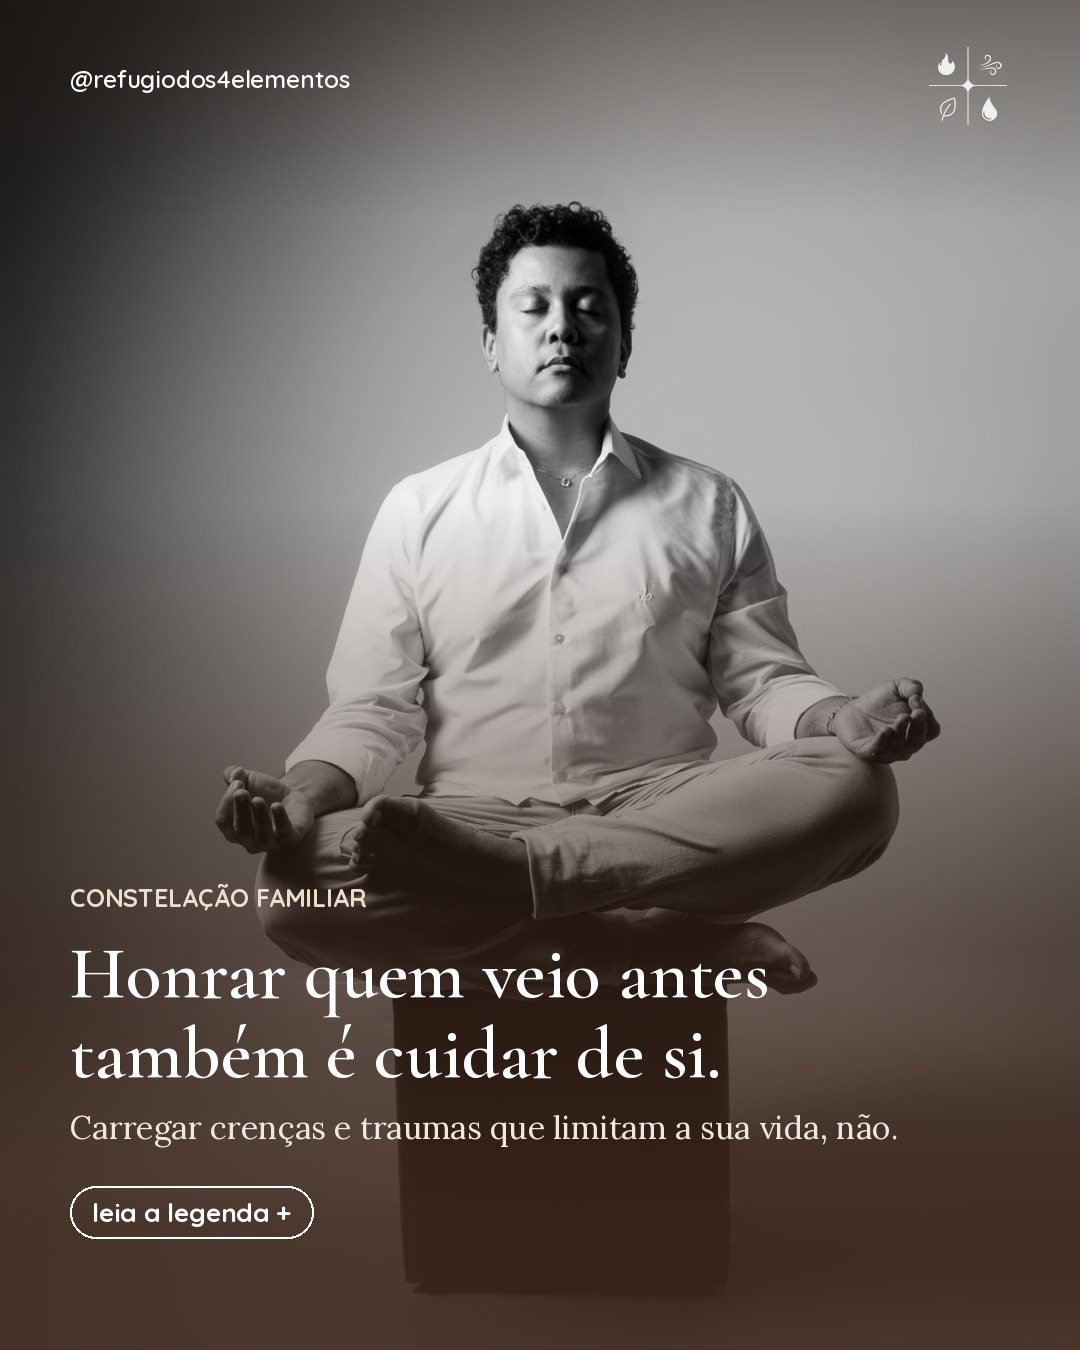 @refugiodos4elementos
CONSTELAÇÃO FAMILIAR
Honrar quem veio antes
também é cuidar de si.
Carregar crenças e traumas que limitam a sua vida, não.
leia a legenda +